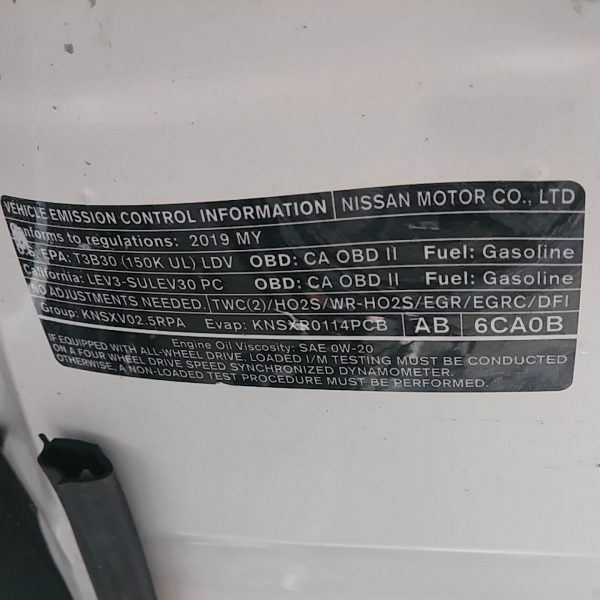 VEHICLE EMISSION CONTROL INFORMATION NISSAN MOTOR CO., LTD
Conforms to regulations: 2019 MY
U.S. EPA: T3B30 (150K UL) LDV OBD: CA OBD II Fuel: Gasoline
California: LEV3-SULEV30 PC OBD: CA OBD II Fuel: Gasoline
NO ADJUSTMENTS NEEDED. TWC(2)/HO2S/WR-HO2S/EGR/EGRC/DFI
Group: KNSXV02.5RPA Evap: KNSXR0114PCB AB 6CA0B
Engine Oil Viscosity: SAE 0W-20
IF EQUIPPED WITH ALL-WHEEL DRIVE. LOADED I/M TESTING MUST BE CONDUCTED
ON A FOUR WHEEL DRIVE SPEED SYNCHRONIZED DYNAMOMETER.
OTHERWISE, A NON-LOADED TEST PROCEDURE MUST BE PERFORMED.